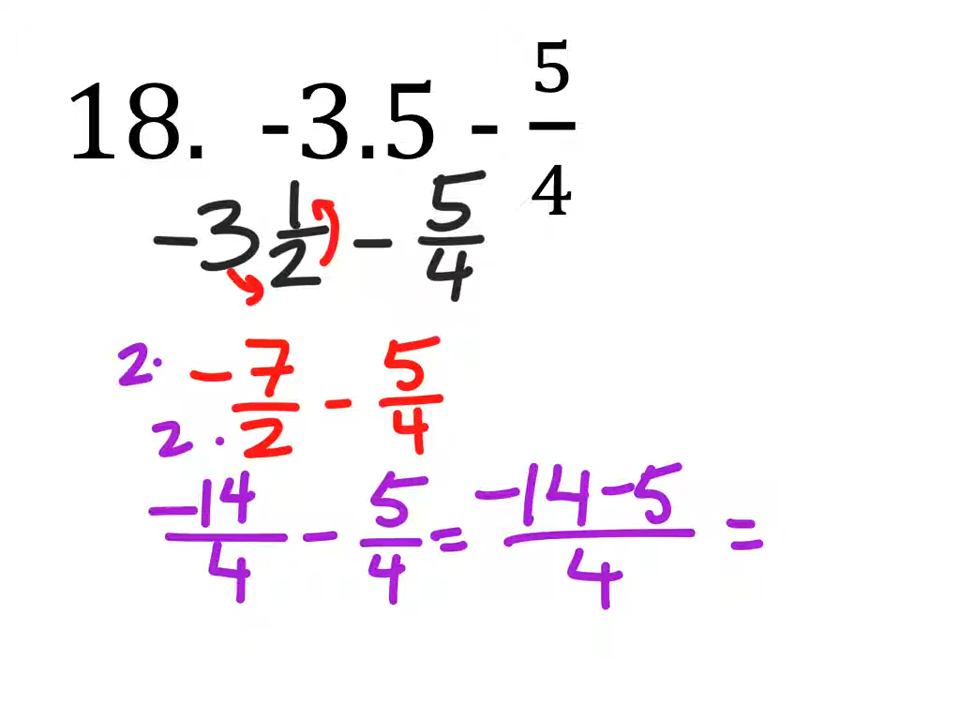 18. -3.5 - 5/4
-3 1/2 - 5/4
2· -7/2 ·2 - 5/4
-14/4 - 5/4 = -14-5/4 =